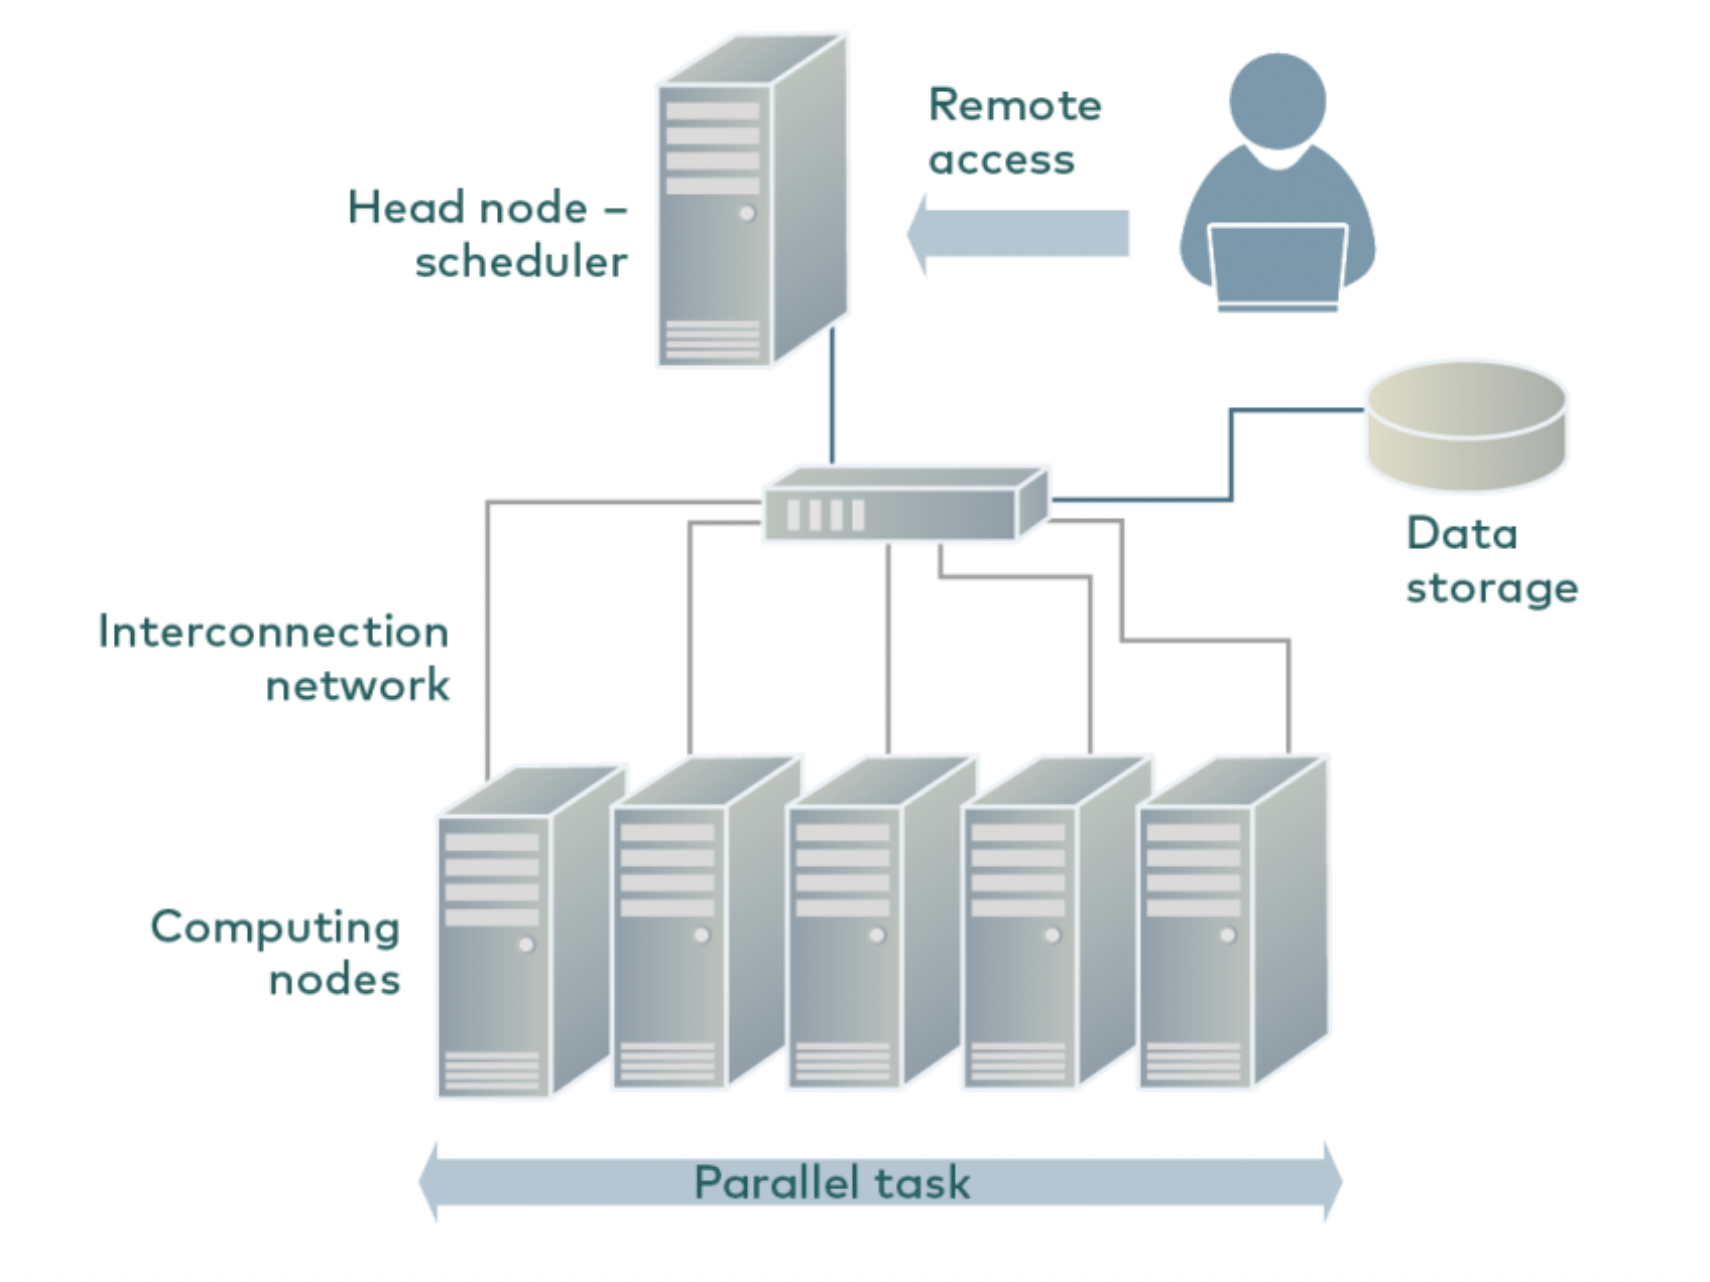 Remote
access
Head node –
scheduler
Data
storage
Interconnection
network
Computing
nodes
Parallel task